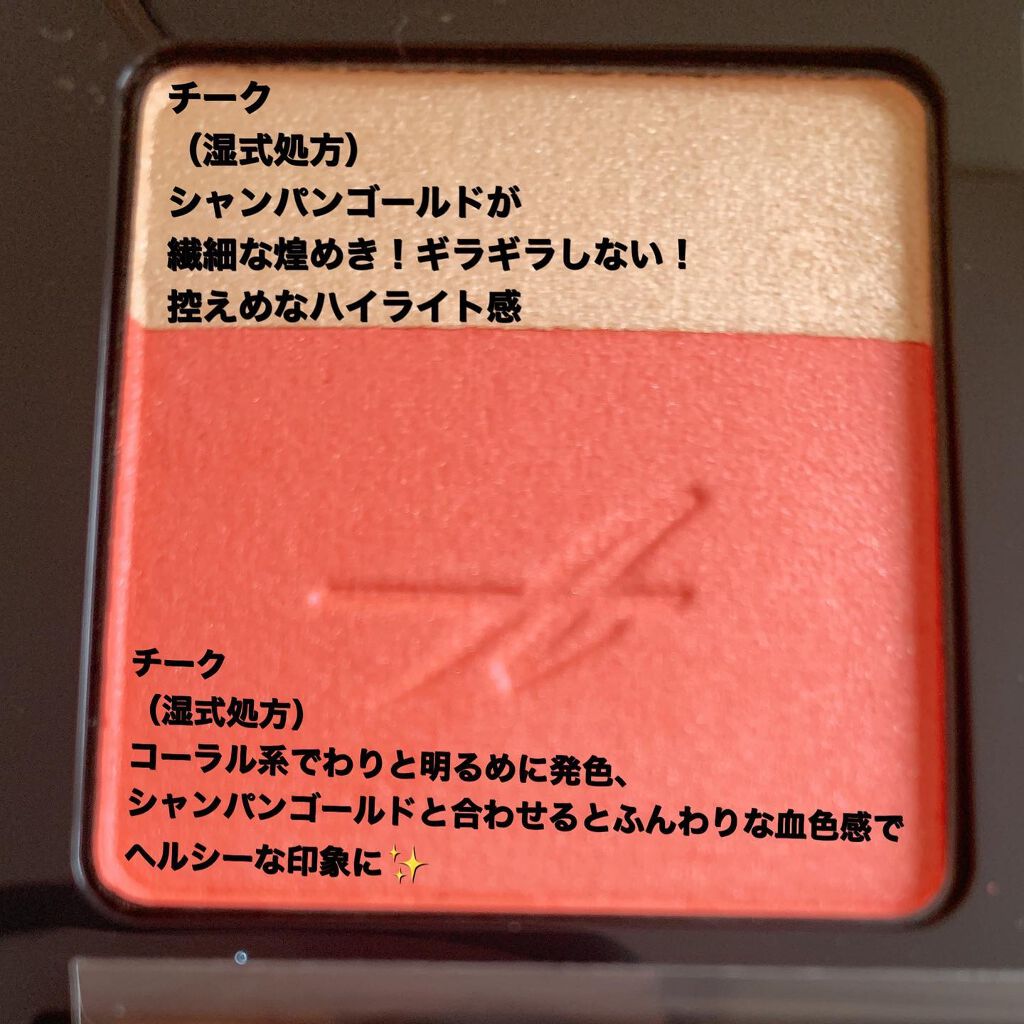 チーク
（湿式処方）
シャンパンゴールドが
繊細な煌めき！ギラギラしない！
控えめなハイライト感
チーク
（湿式処方）
コーラル系でわりと明るめに発色、
シャンパンゴールドと合わせるとふんわりな血色感で
ヘルシーな印象に✨